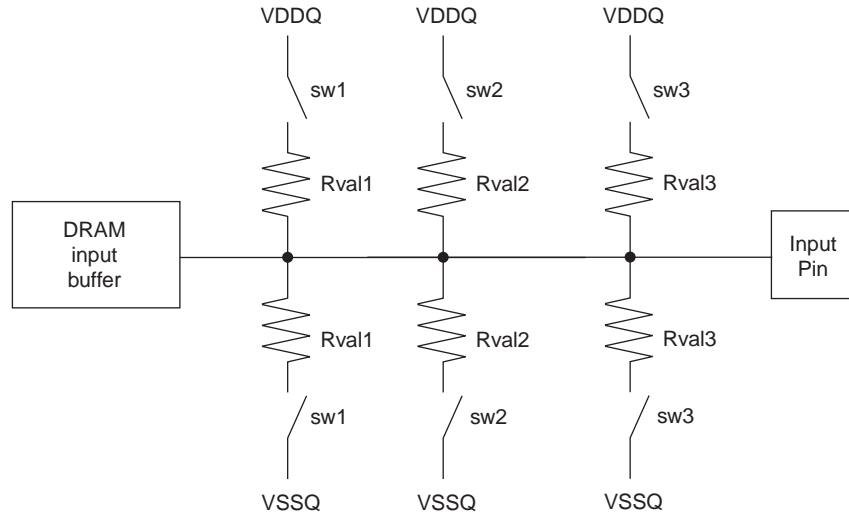 VDDQ
VDDQ
VDDQ
sw1
sw2
sw3
Rval1
Rval2
Rval3
DRAM
input
buffer
Input
Pin
Rval1
Rval2
Rval3
sw1
sw2
sw3
VSSQ
VSSQ
VSSQ